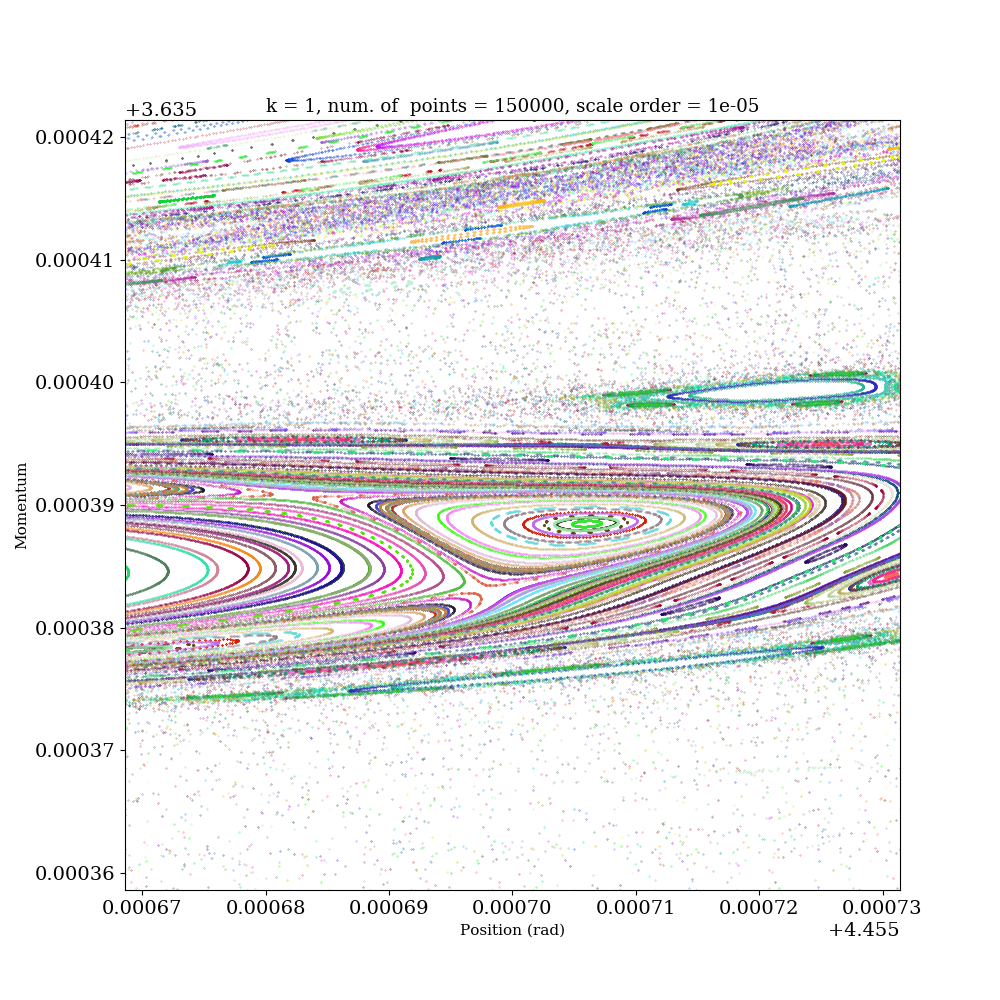 +3.635
k = 1, num. of  points = 150000, scale order = 1e-05
0.00042
0.00041
0.00040
0.00039
0.00038
0.00037
0.00036
Momentum
0.00067 0.00068 0.00069 0.00070 0.00071 0.00072 0.00073
Position (rad)
+4.455